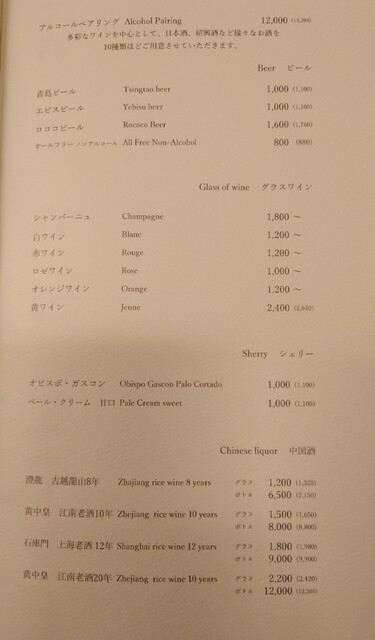 アルコールペアリング Alcohol Pairing 12,000 (13,200)
多彩なワインを中心として、日本酒、紹興酒など様々なお酒を
10種類ほどご用意させていただきます。
Beer ビール
青島ビール Tsingtao beer 1,000 (1,100)
エビスビール Yebisu beer 1,000 (1,100)
ロココビール Rococo Beer 1,600 (1,760)
オールフリー ノンアルコール All Free Non-Alcohol 800 (880)
Glass of wine グラスワイン
シャンパーニュ Champagne 1,800 〜
白ワイン Blanc 1,200 〜
赤ワイン Rouge 1,200 〜
ロゼワイン Rose 1,000 〜
オレンジワイン Orange 1,200 〜
黄ワイン Jeune 2,400 (2,640)
Sherry シェリー
オビスポ・ガスコン Obispo Gascon Palo Cortado 1,000 (1,100)
ペール・クリーム 甘口 Pale Cream sweet 1,000 (1,100)
Chinese liquor 中国酒
澄龍 古越龍山8年 Zhajiang rice wine 8 years グラス 1,200 (1,320)
ボトル 6,500 (7,150)
黄中皇 江南老酒10年 Zhejiang rice wine 10 years グラス 1,500 (1,650)
ボトル 8,000 (8,800)
石庫門 上海老酒 12年 Shanghai rice wine 12 years グラス 1,800 (1,980)
ボトル 9,000 (9,900)
黄中皇 江南老酒20年 Zhejiang rice wine 10 years グラス 2,200 (2,420)
ボトル 12,000 (13,200)